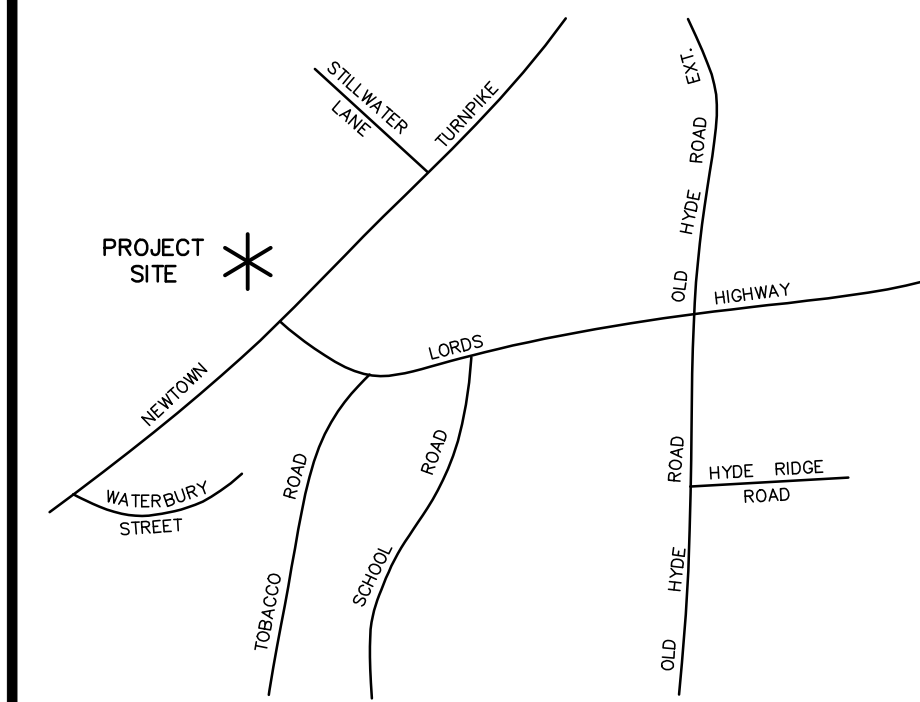 STILLWATER
LANE
NEWTOWN TURNPIKE
PROJECT
SITE
OLD HYDE ROAD EXT.
LORDS HIGHWAY
WATERBURY
STREET
TOBACCO ROAD
SCHOOL ROAD
OLD HYDE ROAD
HYDE RIDGE
ROAD